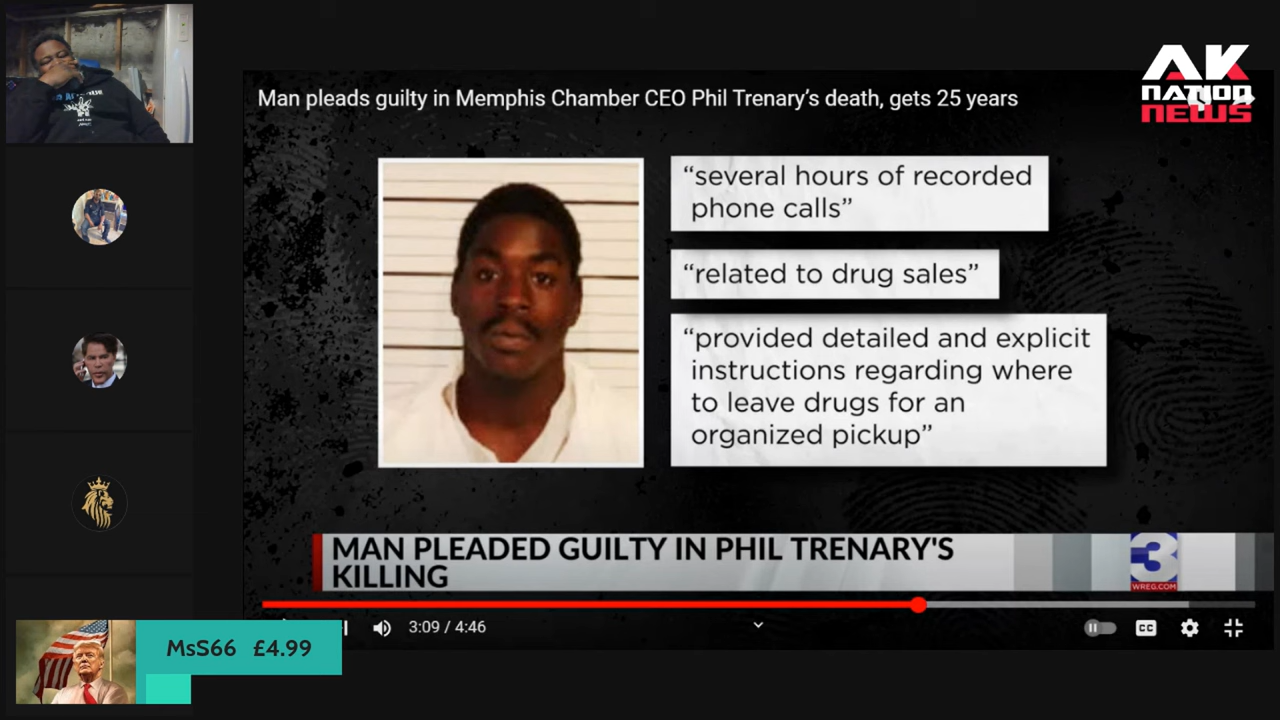 AK
NATION
NEWS
Man pleads guilty in Memphis Chamber CEO Phil Trenary’s death, gets 25 years
“several hours of recorded
phone calls”
“related to drug sales”
“provided detailed and explicit
instructions regarding where
to leave drugs for an
organized pickup”
MAN PLEADED GUILTY IN PHIL TRENARY'S
KILLING
3
WREG.COM
3:09 / 4:46
CC
MsS66 £4.99